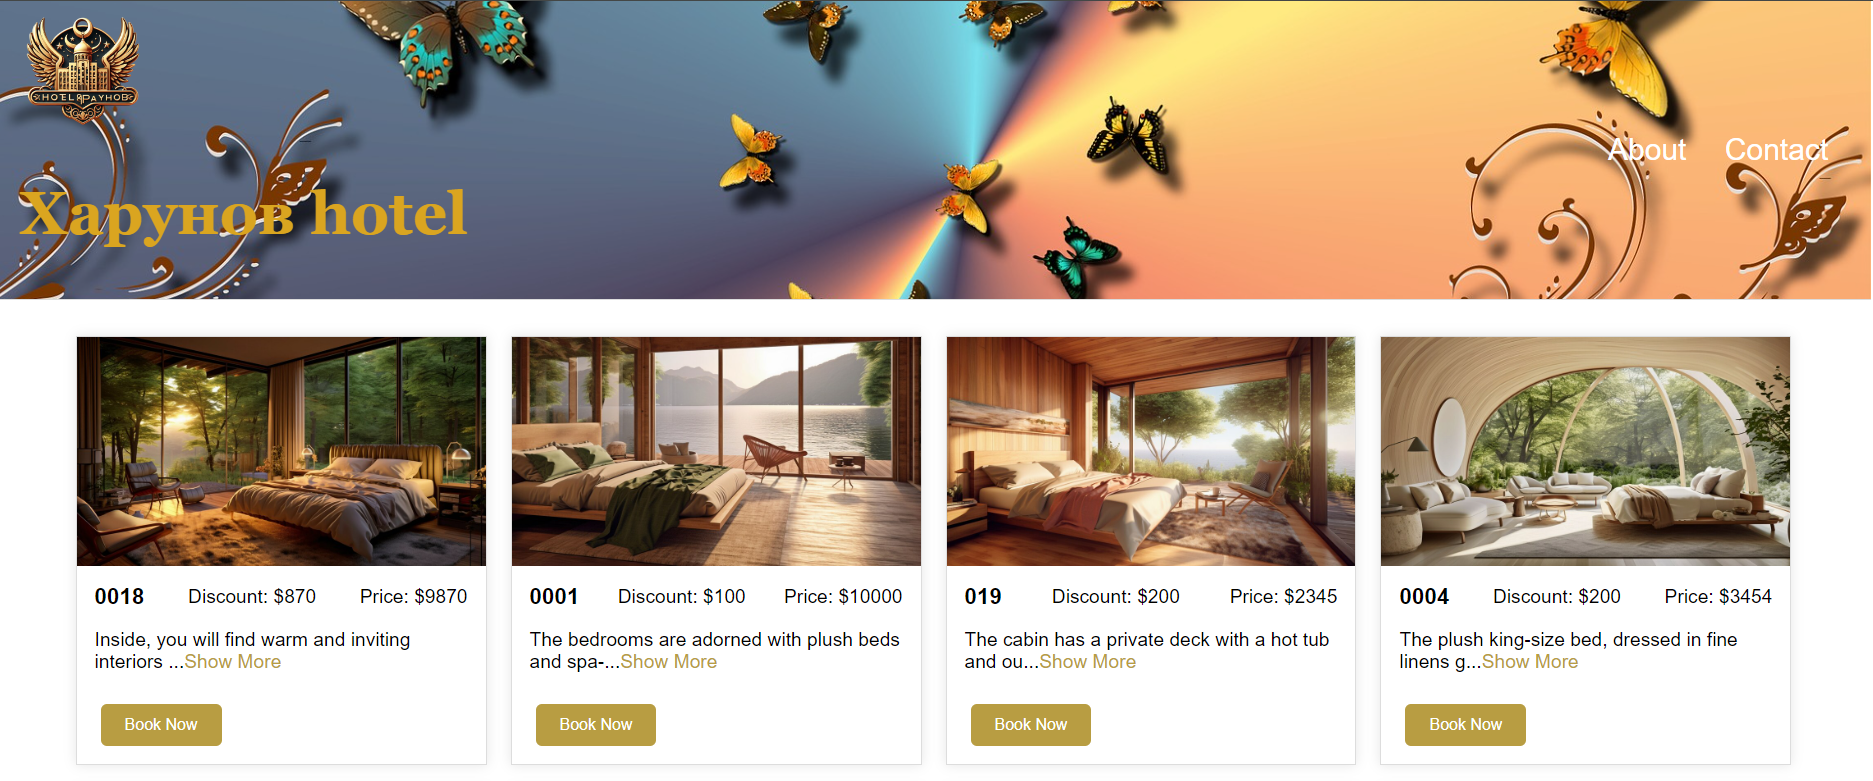 HOTEL ЯРАУНОВ
About Contact
Харунов hotel
0018 Discount: $870 Price: $9870
Inside, you will find warm and inviting
interiors ...Show More
Book Now
0001 Discount: $100 Price: $10000
The bedrooms are adorned with plush beds
and spa-...Show More
Book Now
019 Discount: $200 Price: $2345
The cabin has a private deck with a hot tub
and ou...Show More
Book Now
0004 Discount: $200 Price: $3454
The plush king-size bed, dressed in fine
linens g...Show More
Book Now